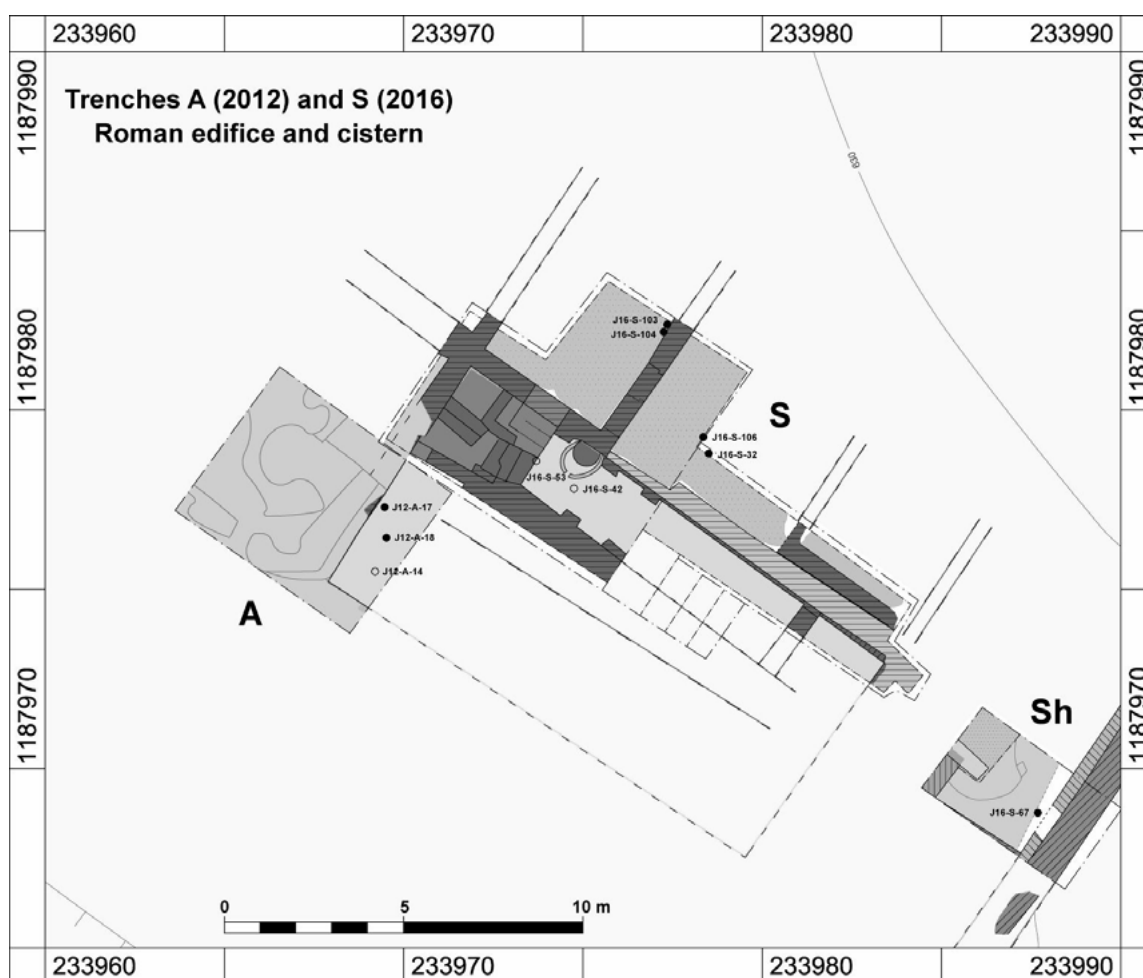 233960 233970 233980 233990
1187990
1187980
1187970
1187990
1187980
1187970
Trenches A (2012) and S (2016)
Roman edifice and cistern
630
J16-S-103
J16-S-104
S
J16-S-106
J16-S-32
J16-S-53
J16-S-42
J12-A-17
J12-A-18
J12-A-14
A
Sh
J16-S-67
0 5 10 m
233960 233970 233980 233990